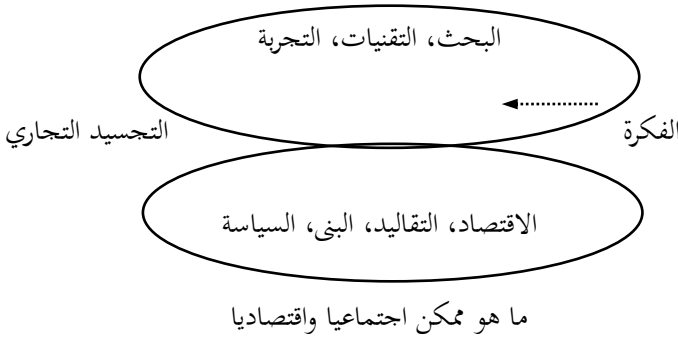 البحث، التقنيات، التجربة
الفكرة
التجسيد التجاري
الاقتصاد، التقاليد، البنى، السياسة
ما هو ممكن اجتماعيا واقتصاديا